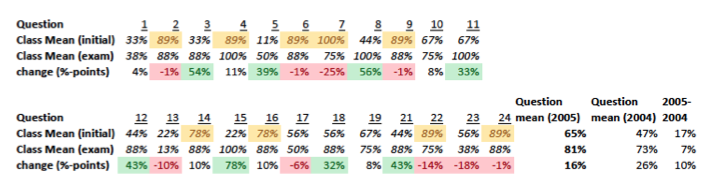 Question 1 2 3 4 5 6 7 8 9 10 11
Class Mean (initial) 33% 89% 33% 89% 11% 89% 100% 44% 89% 67% 67%
Class Mean (exam) 38% 88% 88% 100% 50% 88% 75% 100% 88% 75% 100%
change (%-points) 4% -1% 54% 11% 39% -1% -25% 56% -1% 8% 33%
Question Question 2005-
Question 12 13 14 15 16 17 18 19 21 22 23 24 mean (2005) mean (2004) 2004
Class Mean (initial) 44% 22% 78% 22% 78% 56% 56% 67% 44% 89% 56% 89% 65% 47% 17%
Class Mean (exam) 88% 13% 88% 100% 88% 50% 88% 75% 88% 75% 38% 88% 81% 73% 7%
change (%-points) 43% -10% 10% 78% 10% -6% 32% 8% 43% -14% -18% -1% 16% 26% 10%